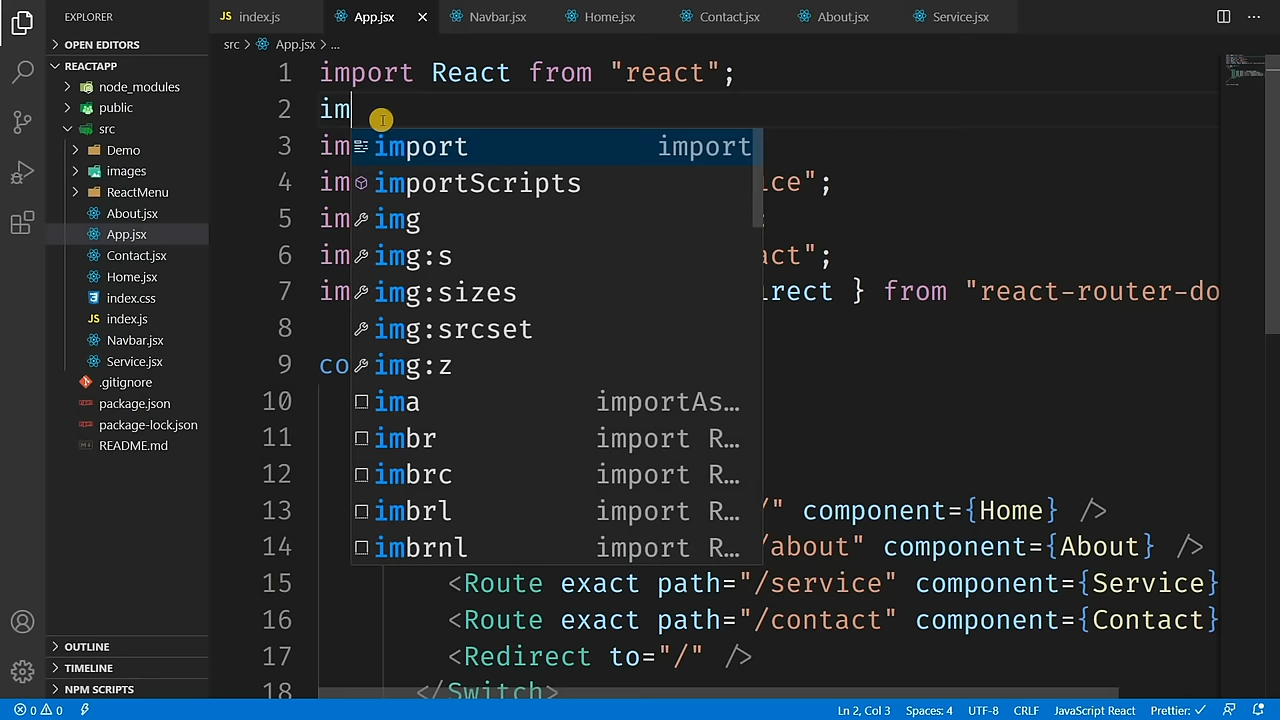 EXPLORER
OPEN EDITORS
REACTAPP
node_modules
public
src
Demo
images
ReactMenu
About.jsx
App.jsx
Contact.jsx
Home.jsx
index.css
JS index.js
Navbar.jsx
Service.jsx
.gitignore
package.json
package-lock.json
README.md
OUTLINE
TIMELINE
NPM SCRIPTS
JS index.js App.jsx Navbar.jsx Home.jsx Contact.jsx About.jsx Service.jsx
src > App.jsx > ...
1 import React from "react";
2 im
3 im
4 im ice";
5 im ;
6 im act";
7 im irect } from "react-router-do
8
9 co
10
11
12
13 /" component={Home} />
14 /about" component={About} />
15 <Route exact path="/service" component={Service}
16 <Route exact path="/contact" component={Contact}
17 <Redirect to="/" />
18 </Switch>
import import
importScripts
img
img:s
img:sizes
img:srcset
img:z
ima importAs…
imbr import R…
imbrc import R…
imbrl import R…
imbrnl import R…
0 0 Ln 2, Col 3 Spaces: 4 UTF-8 CRLF JavaScript React Prettier: ✓